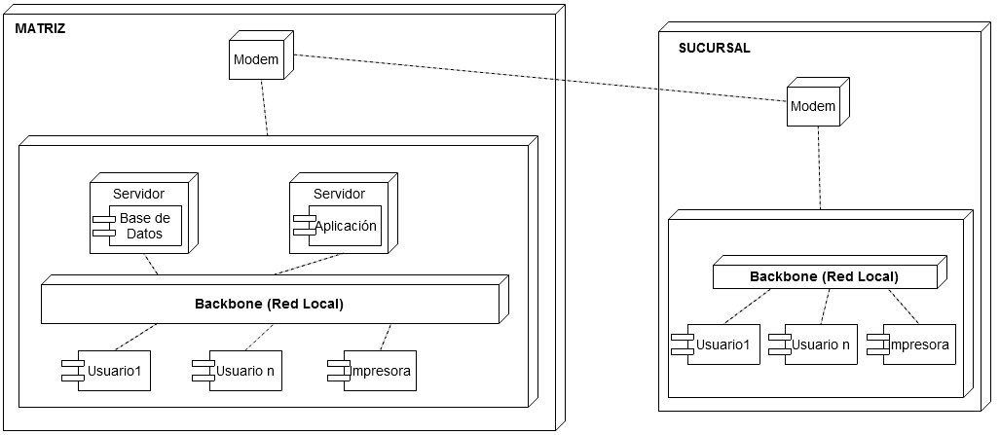 MATRIZ
Modem
Servidor
Base de
Datos
Servidor
Aplicación
Backbone (Red Local)
Usuario1
Usuario n
Impresora
SUCURSAL
Modem
Backbone (Red Local)
Usuario1
Usuario n
Impresora